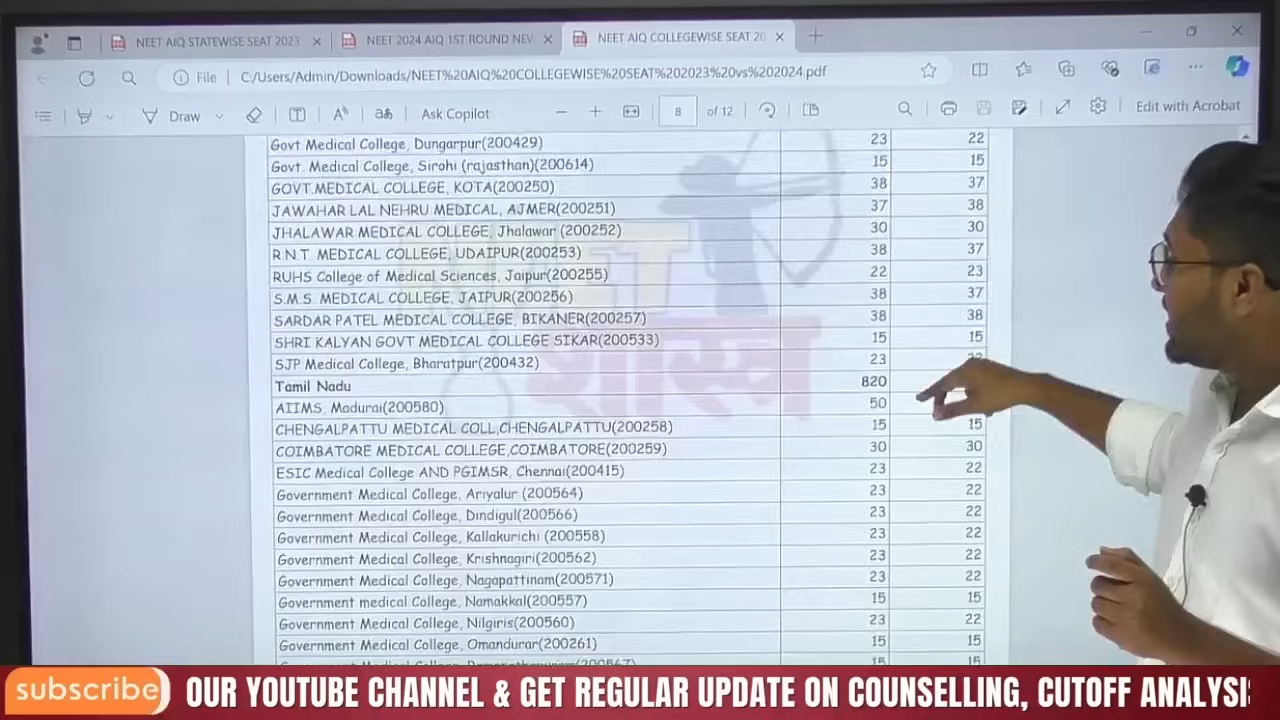 NEET AIQ STATEWISE SEAT 2023
NEET 2024 AIQ 1ST ROUND NEV
NEET AIQ COLLEGEWISE SEAT 20
File
C:/Users/Admin/Downloads/NEET%20AIQ%20COLLEGEWISE%20SEAT%202023%20vs%202024.pdf
Draw
aあ
Ask Copilot
8 of 12
Edit with Acrobat
Govt Medical College, Dungarpur(200429) 23 22
Govt. Medical College, Sirohi (rajasthan)(200614) 15 15
GOVT.MEDICAL COLLEGE, KOTA(200250) 38 37
JAWAHAR LAL NEHRU MEDICAL, AJMER(200251) 37 38
JHALAWAR MEDICAL COLLEGE, Jhalawar (200252) 30 30
R.N.T. MEDICAL COLLEGE, UDAIPUR(200253) 38 37
RUHS College of Medical Sciences, Jaipur(200255) 22 23
S.M.S. MEDICAL COLLEGE, JAIPUR(200256) 38 37
SARDAR PATEL MEDICAL COLLEGE, BIKANER(200257) 38 38
SHRI KALYAN GOVT MEDICAL COLLEGE SIKAR(200533) 15 15
SJP Medical College, Bharatpur(200432) 23
Tamil Nadu 820
AIIMS, Madurai(200580) 50
CHENGALPATTU MEDICAL COLL,CHENGALPATTU(200258) 15 15
COIMBATORE MEDICAL COLLEGE,COIMBATORE(200259) 30 30
ESIC Medical College AND PGIMSR, Chennai(200415) 23 22
Government Medical College, Ariyalur (200564) 23 22
Government Medical College, Dindigul(200566) 23 22
Government Medical College, Kallakurichi (200558) 23 22
Government Medical College, Krishnagiri(200562) 23 22
Government Medical College, Nagapattinam(200571) 23 22
Government medical College, Namakkal(200557) 15 15
Government Medical College, Nilgiris(200560) 23 22
Government Medical College, Omandurar(200261) 15 15
15 15
शास्त्र
subscribe
OUR YOUTUBE CHANNEL & GET REGULAR UPDATE ON COUNSELLING, CUTOFF ANALYSI